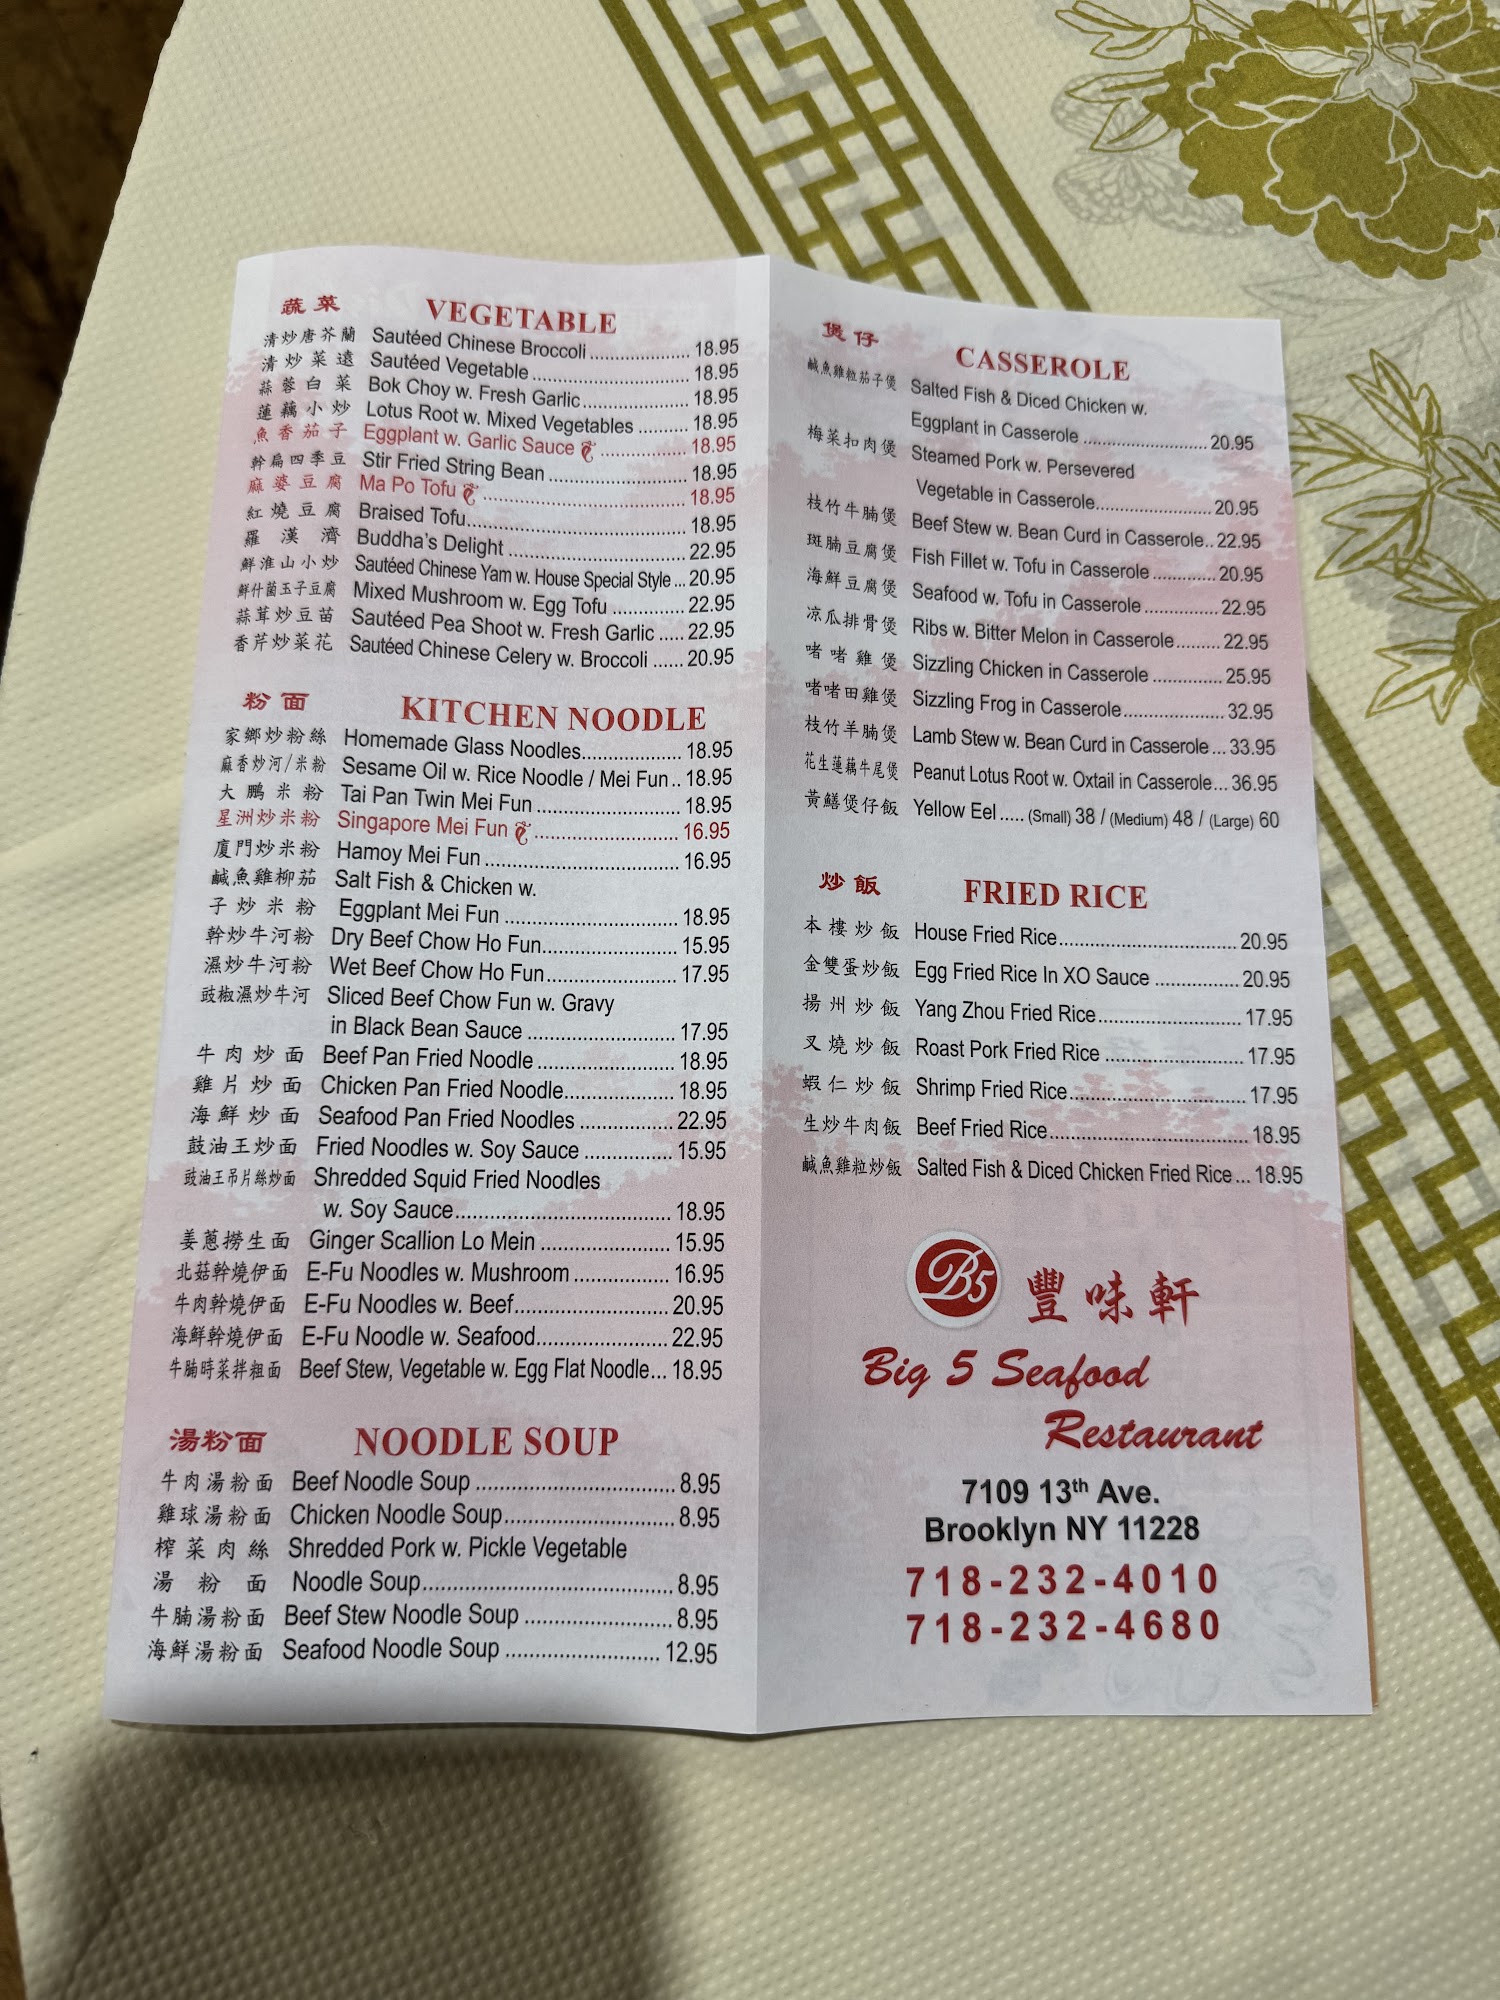 蔬菜 VEGETABLE
清炒唐芥蘭 Sautéed Chinese Broccoli 18.95
清炒菜遠 Sautéed Vegetable 18.95
蒜蓉白菜 Bok Choy w. Fresh Garlic 18.95
蓮藕小炒 Lotus Root w. Mixed Vegetables 18.95
魚香茄子 Eggplant w. Garlic Sauce 18.95
幹扁四季豆 Stir Fried String Bean 18.95
麻婆豆腐 Ma Po Tofu 18.95
紅燒豆腐 Braised Tofu 18.95
羅漢濟 Buddha's Delight 22.95
鮮淮山小炒 Sautéed Chinese Yam w. House Special Style 20.95
鮮什菌玉子豆腐 Mixed Mushroom w. Egg Tofu 22.95
蒜茸炒豆苗 Sautéed Pea Shoot w. Fresh Garlic 22.95
香芹炒菜花 Sautéed Chinese Celery w. Broccoli 20.95
粉面 KITCHEN NOODLE
家鄉炒粉絲 Homemade Glass Noodles 18.95
麻香炒河/米粉 Sesame Oil w. Rice Noodle / Mei Fun 18.95
大鵬米粉 Tai Pan Twin Mei Fun 18.95
星洲炒米粉 Singapore Mei Fun 16.95
廈門炒米粉 Hamoy Mei Fun 16.95
鹹魚雞柳茄 Salt Fish & Chicken w.
子炒米粉 Eggplant Mei Fun 18.95
幹炒牛河粉 Dry Beef Chow Ho Fun 15.95
濕炒牛河粉 Wet Beef Chow Ho Fun 17.95
豉椒濕炒牛河 Sliced Beef Chow Fun w. Gravy
in Black Bean Sauce 17.95
牛肉炒面 Beef Pan Fried Noodle 18.95
雞片炒面 Chicken Pan Fried Noodle 18.95
海鮮炒面 Seafood Pan Fried Noodles 22.95
鼓油王炒面 Fried Noodles w. Soy Sauce 15.95
豉油王吊片絲炒面 Shredded Squid Fried Noodles
w. Soy Sauce 18.95
姜蔥撈生面 Ginger Scallion Lo Mein 15.95
北菇幹燒伊面 E-Fu Noodles w. Mushroom 16.95
牛肉幹燒伊面 E-Fu Noodles w. Beef 20.95
海鮮幹燒伊面 E-Fu Noodle w. Seafood 22.95
牛腩時菜拌粗面 Beef Stew, Vegetable w. Egg Flat Noodle 18.95
湯粉面 NOODLE SOUP
牛肉湯粉面 Beef Noodle Soup 8.95
雞球湯粉面 Chicken Noodle Soup 8.95
榨菜肉絲 Shredded Pork w. Pickle Vegetable
湯粉面 Noodle Soup 8.95
牛腩湯粉面 Beef Stew Noodle Soup 8.95
海鮮湯粉面 Seafood Noodle Soup 12.95
煲仔 CASSEROLE
鹹魚雞粒茄子煲 Salted Fish & Diced Chicken w.
Eggplant in Casserole 20.95
梅菜扣肉煲 Steamed Pork w. Persevered
Vegetable in Casserole 20.95
枝竹牛腩煲 Beef Stew w. Bean Curd in Casserole 22.95
斑腩豆腐煲 Fish Fillet w. Tofu in Casserole 20.95
海鮮豆腐煲 Seafood w. Tofu in Casserole 22.95
凉瓜排骨煲 Ribs w. Bitter Melon in Casserole 22.95
啫啫雞煲 Sizzling Chicken in Casserole 25.95
啫啫田雞煲 Sizzling Frog in Casserole 32.95
枝竹羊腩煲 Lamb Stew w. Bean Curd in Casserole 33.95
花生蓮藕牛尾煲 Peanut Lotus Root w. Oxtail in Casserole 36.95
黃鱔煲仔飯 Yellow Eel (Small) 38 / (Medium) 48 / (Large) 60
炒飯 FRIED RICE
本樓炒飯 House Fried Rice 20.95
金雙蛋炒飯 Egg Fried Rice In XO Sauce 20.95
揚州炒飯 Yang Zhou Fried Rice 17.95
叉燒炒飯 Roast Pork Fried Rice 17.95
蝦仁炒飯 Shrimp Fried Rice 17.95
生炒牛肉飯 Beef Fried Rice 18.95
鹹魚雞粒炒飯 Salted Fish & Diced Chicken Fried Rice 18.95
B5 豐味軒
Big 5 Seafood
Restaurant
7109 13th Ave.
Brooklyn NY 11228
718-232-4010
718-232-4680